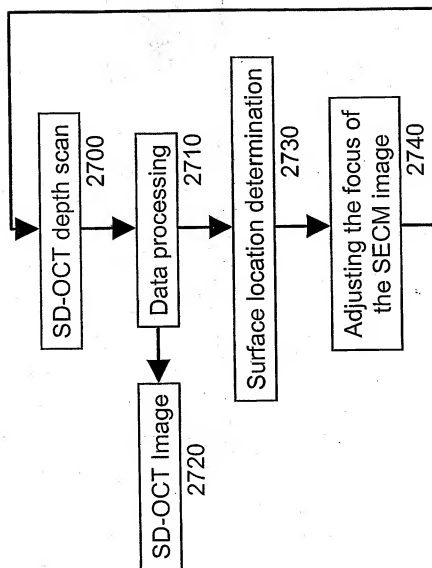 SD-OCT depth scan
2700
Data processing
2710
SD-OCT Image
2720
Surface location determination
2730
Adjusting the focus of
the SECM image
2740